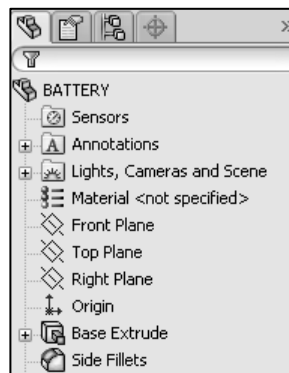 »
BATTERY
Sensors
A Annotations
Lights, Cameras and Scene
Material <not specified>
Front Plane
Top Plane
Right Plane
Origin
Base Extrude
Side Fillets